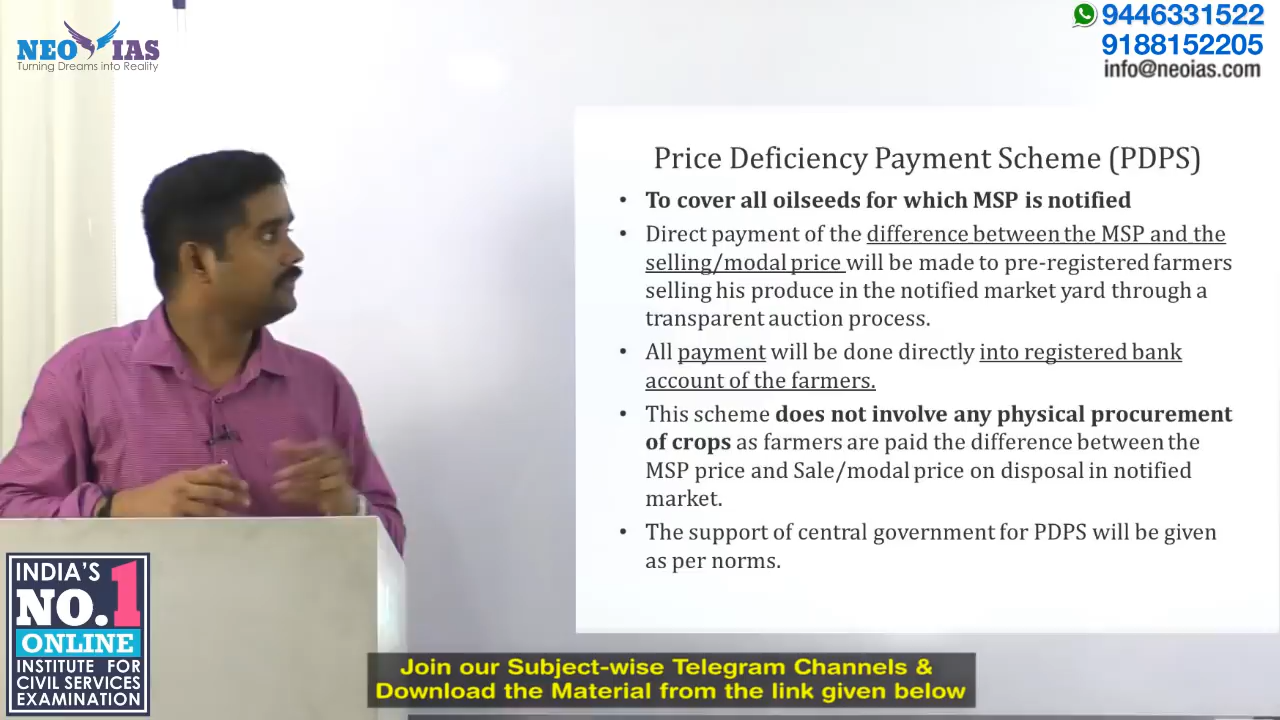 NEO IAS
Turning Dreams into Reality
9446331522
9188152205
info@neoias.com
Price Deficiency Payment Scheme (PDPS)
• To cover all oilseeds for which MSP is notified
• Direct payment of the difference between the MSP and the
selling/modal price will be made to pre-registered farmers
selling his produce in the notified market yard through a
transparent auction process.
• All payment will be done directly into registered bank
account of the farmers.
• This scheme does not involve any physical procurement
of crops as farmers are paid the difference between the
MSP price and Sale/modal price on disposal in notified
market.
• The support of central government for PDPS will be given
as per norms.
INDIA'S
NO.1
ONLINE
INSTITUTE FOR
CIVIL SERVICES
EXAMINATION
Join our Subject-wise Telegram Channels &
Download the Material from the link given below